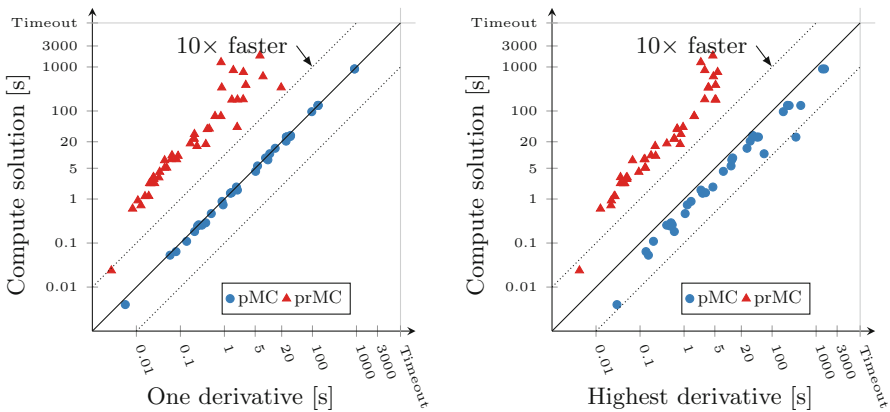 Timeout
3000
1000
100
20
5
1
0.1
0.01
Compute solution [s]
10× faster
pMC
prMC
0.01
0.1
1
5
20
100
1000
3000
Timeout
One derivative [s]
Timeout
3000
1000
100
20
5
1
0.1
0.01
Compute solution [s]
10× faster
pMC
prMC
0.01
0.1
1
5
20
100
1000
3000
Timeout
Highest derivative [s]